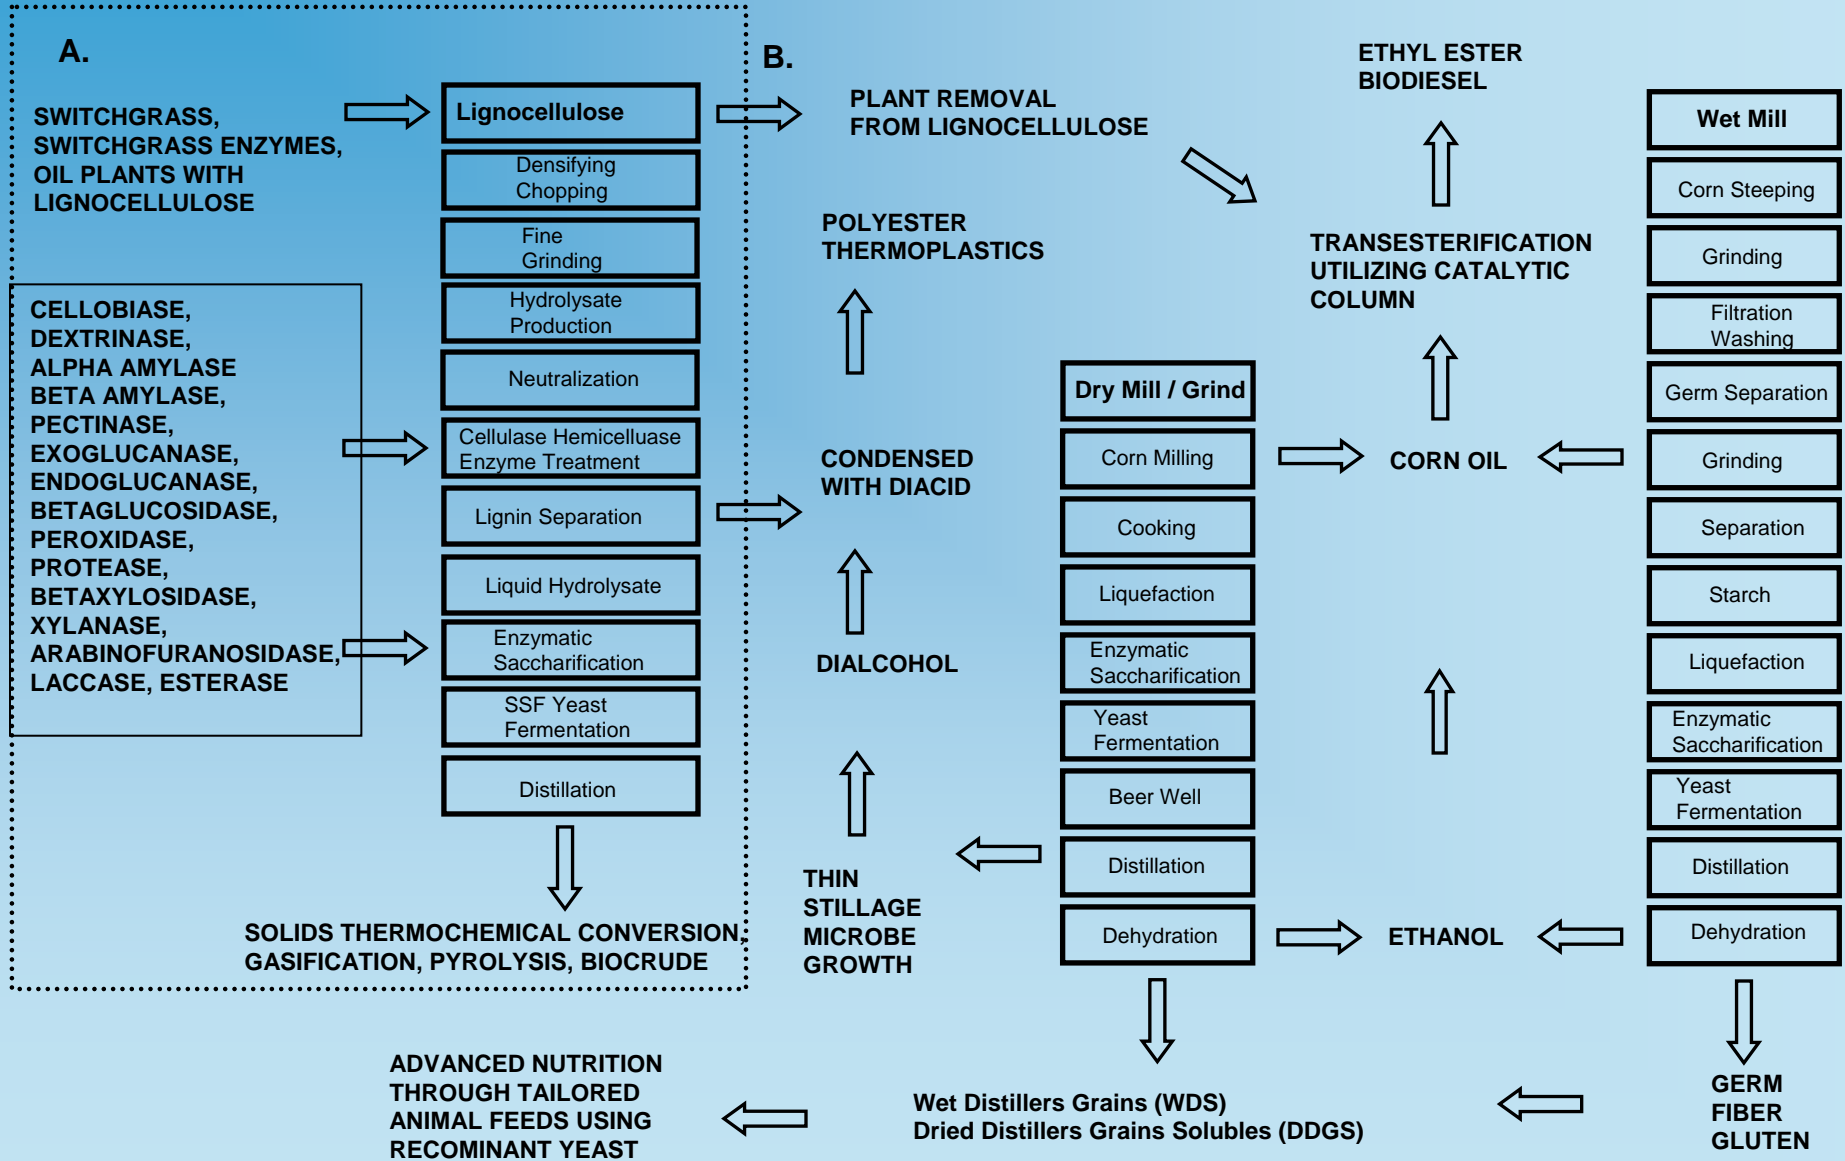 A.
SWITCHGRASS,
SWITCHGRASS ENZYMES,
OIL PLANTS WITH
LIGNOCELLULOSE
CELLOBIASE,
DEXTRINASE,
ALPHA AMYLASE
BETA AMYLASE,
PECTINASE,
EXOGLUCANASE,
ENDOGLUCANASE,
BETAGLUCOSIDASE,
PEROXIDASE,
PROTEASE,
BETAXYLOSIDASE,
XYLANASE,
ARABINOFURANOSIDASE,
LACCASE, ESTERASE
Lignocellulose
Densifying
Chopping
Fine
Grinding
Hydrolysate
Production
Neutralization
Cellulase Hemicelluase
Enzyme Treatment
Lignin Separation
Liquid Hydrolysate
Enzymatic
Saccharification
SSF Yeast
Fermentation
Distillation
SOLIDS THERMOCHEMICAL CONVERSION,
GASIFICATION, PYROLYSIS, BIOCRUDE
B.
PLANT REMOVAL
FROM LIGNOCELLULOSE
POLYESTER
THERMOPLASTICS
CONDENSED
WITH DIACID
DIALCOHOL
THIN
STILLAGE
MICROBE
GROWTH
Dry Mill / Grind
Corn Milling
Cooking
Liquefaction
Enzymatic
Saccharification
Yeast
Fermentation
Beer Well
Distillation
Dehydration
ETHYL ESTER
BIODIESEL
TRANSESTERIFICATION
UTILIZING CATALYTIC
COLUMN
CORN OIL
ETHANOL
Wet Mill
Corn Steeping
Grinding
Filtration
Washing
Germ Separation
Grinding
Separation
Starch
Liquefaction
Enzymatic
Saccharification
Yeast
Fermentation
Distillation
Dehydration
GERM
FIBER
GLUTEN
Wet Distillers Grains (WDS)
Dried Distillers Grains Solubles (DDGS)
ADVANCED NUTRITION
THROUGH TAILORED
ANIMAL FEEDS USING
RECOMINANT YEAST